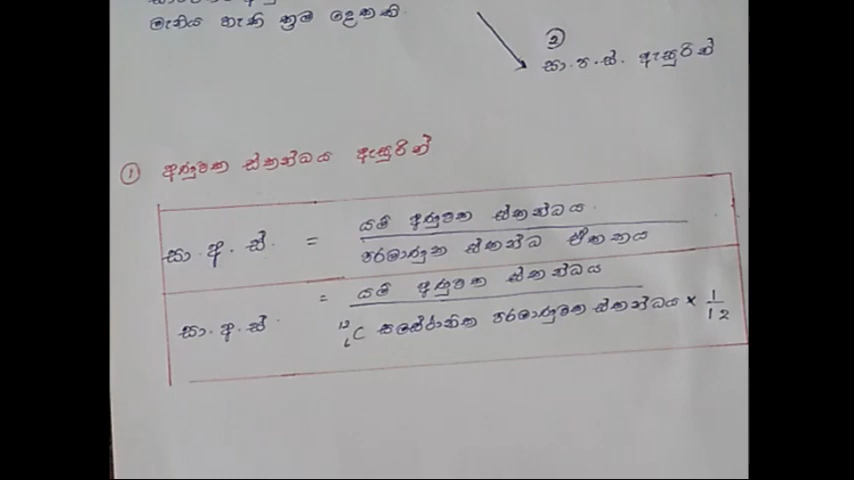 මැනිය හැකි ක්‍රම දෙකකි.
②
සා.ප.ස්. ඇසුරින්
① අණුවක ස්කන්ධය ඇසුරින්
සා.අ.ස්. = යම් අණුවක ස්කන්ධය
පරමාණුක ස්කන්ධ ඒකකය
සා.අ.ස් = යම් අණුවක ස්කන්ධය
¹²₆C සමස්ථානික පරමාණුවක ස්කන්ධය × 1/12